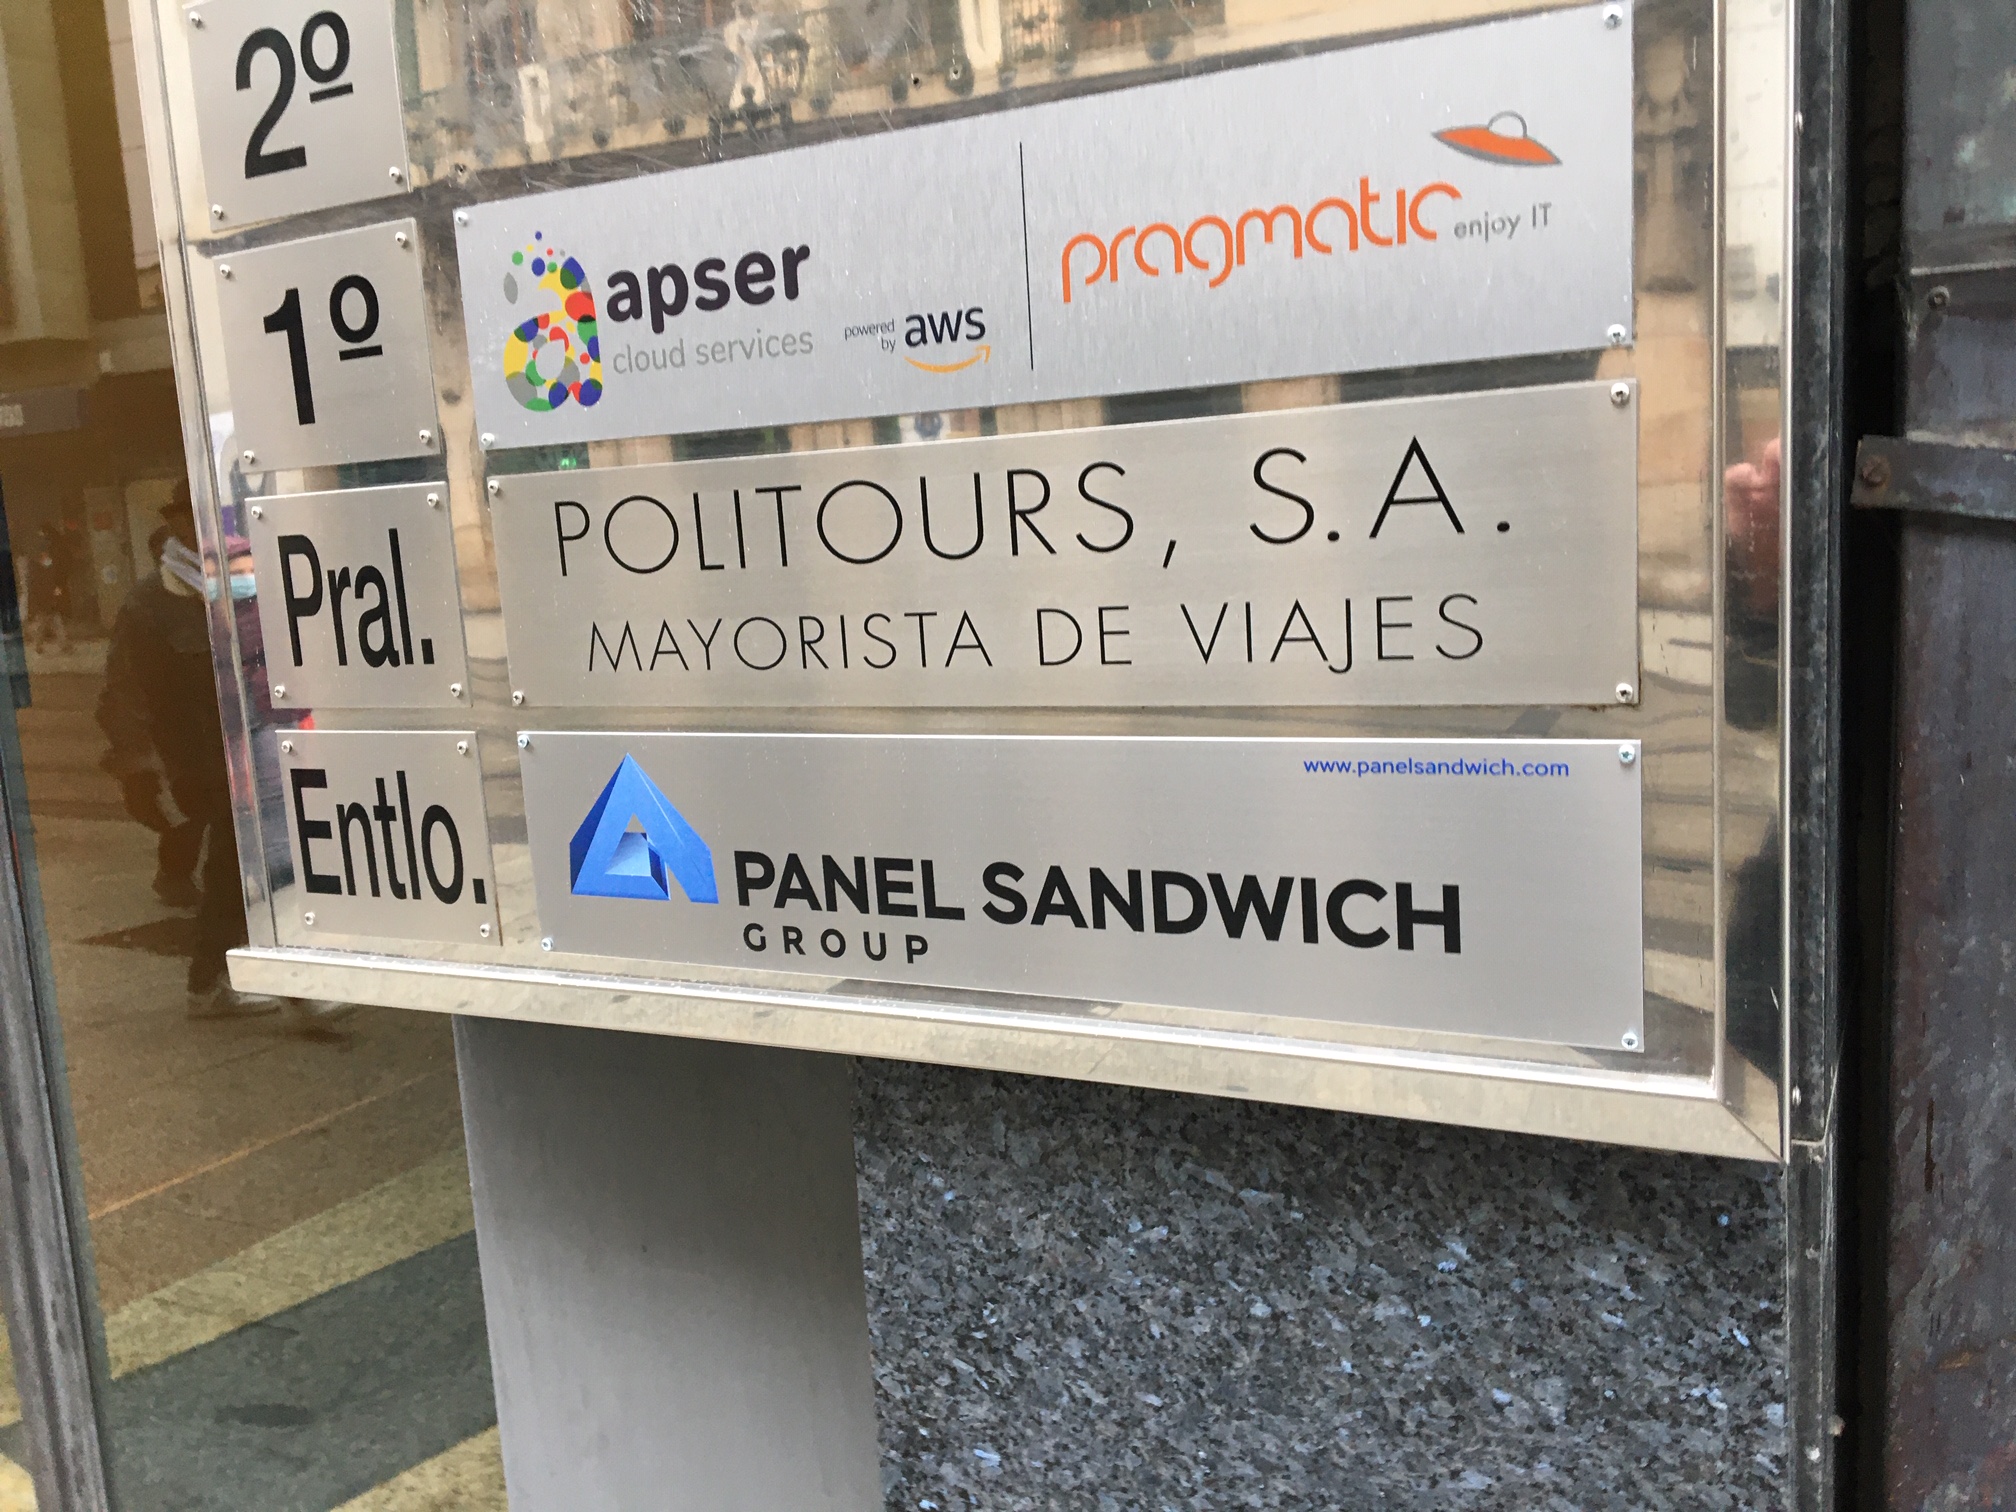 2º
1º
apser
cloud services
powered by aws
pragmatic enjoy IT
Pral.
POLITOURS, S.A.
MAYORISTA DE VIAJES
Entlo.
www.panelsandwich.com
PANEL SANDWICH
GROUP